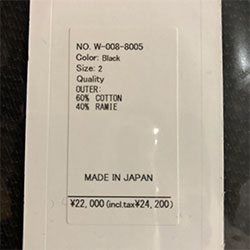 NO. W-008-8005
Color: Black
Size: 2
Quality
OUTER:
60% COTTON
40% RAMIE
MADE IN JAPAN
¥22,000 (incl.tax¥24,200)